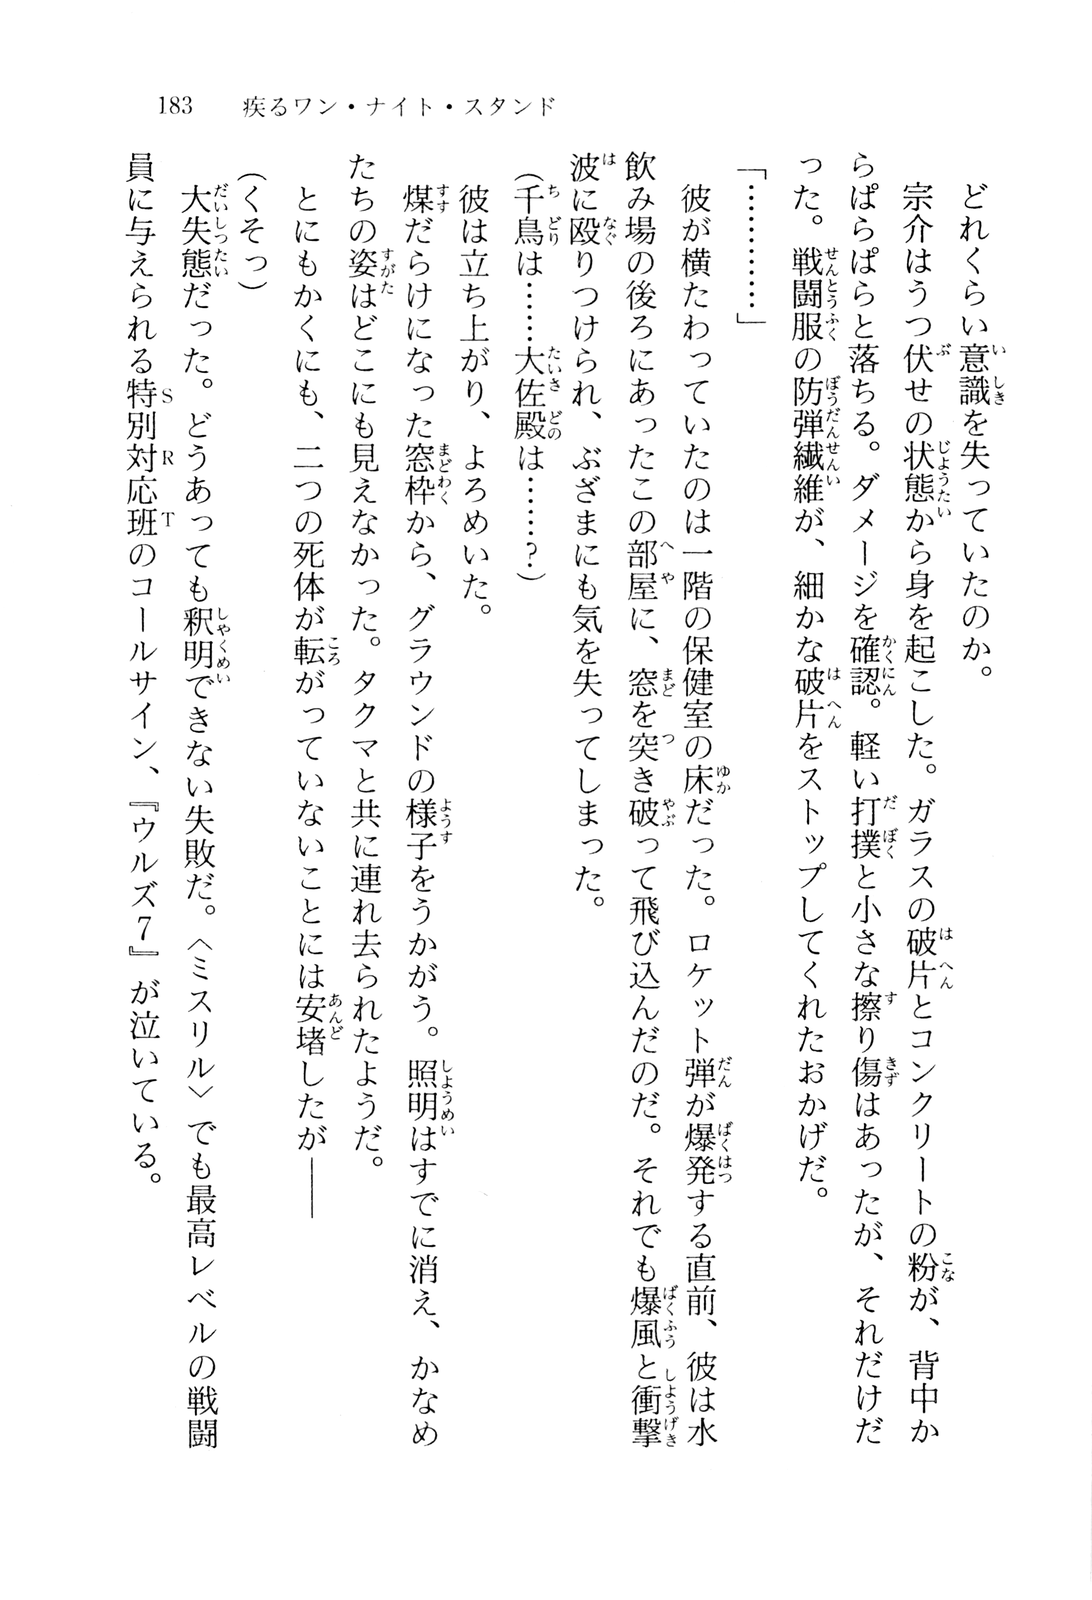 183　疾るワン・ナイト・スタンド
　どれくらい意識を失っていたのか。
　宗介はうつ伏せの状態から身を起こした。ガラスの破片とコンクリートの粉が、背中か
らぱらぱらと落ちる。ダメージを確認。軽い打撲と小さな擦り傷はあったが、それだけだ
った。戦闘服の防弾繊維が、細かな破片をストップしてくれたおかげだ。
「…………」
　彼が横たわっていたのは一階の保健室の床だった。ロケット弾が爆発する直前、彼は水
飲み場の後ろにあったこの部屋に、窓を突き破って飛び込んだのだ。それでも爆風と衝撃
波に殴りつけられ、ぶざまにも気を失ってしまった。
（千鳥は……大佐殿は……？）
　彼は立ち上がり、よろめいた。
　煤だらけになった窓枠から、グラウンドの様子をうかがう。照明はすでに消え、かなめ
たちの姿はどこにも見えなかった。タクマと共に連れ去られたようだ。
　とにもかくにも、二つの死体が転がっていないことには安堵したが――
（くそっ）
　大失態だった。どうあっても釈明できない失敗だ。〈ミスリル〉でも最高レベルの戦闘
員に与えられる特別対応班のコールサイン、『ウルズ7』が泣いている。